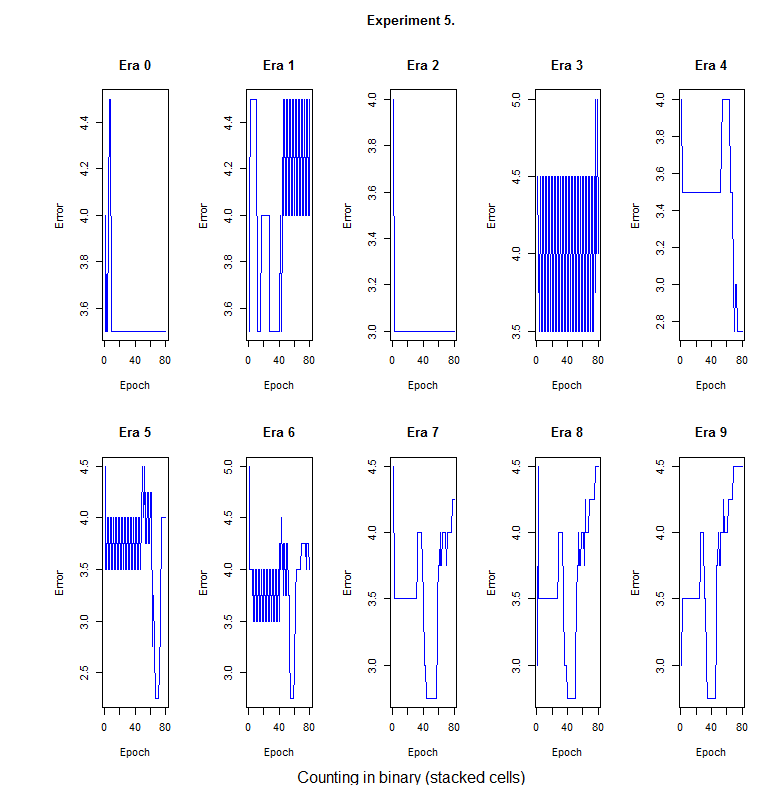 Experiment 5.
Era 0 Era 1 Era 2 Era 3 Era 4
Error 3.6 3.8 4.0 4.2 4.4
0 40 80
Epoch
Error 3.6 3.8 4.0 4.2 4.4
0 40 80
Epoch
Error 3.0 3.2 3.4 3.6 3.8 4.0
0 40 80
Epoch
Error 3.5 4.0 4.5 5.0
0 40 80
Epoch
Error 2.8 3.0 3.2 3.4 3.6 3.8 4.0
0 40 80
Epoch
Era 5 Era 6 Era 7 Era 8 Era 9
Error 2.5 3.0 3.5 4.0 4.5
0 40 80
Epoch
Error 3.0 3.5 4.0 4.5 5.0
0 40 80
Epoch
Error 3.0 3.5 4.0 4.5
0 40 80
Epoch
Error 3.0 3.5 4.0 4.5
0 40 80
Epoch
Error 3.0 3.5 4.0 4.5
0 40 80
Epoch
Counting in binary (stacked cells)